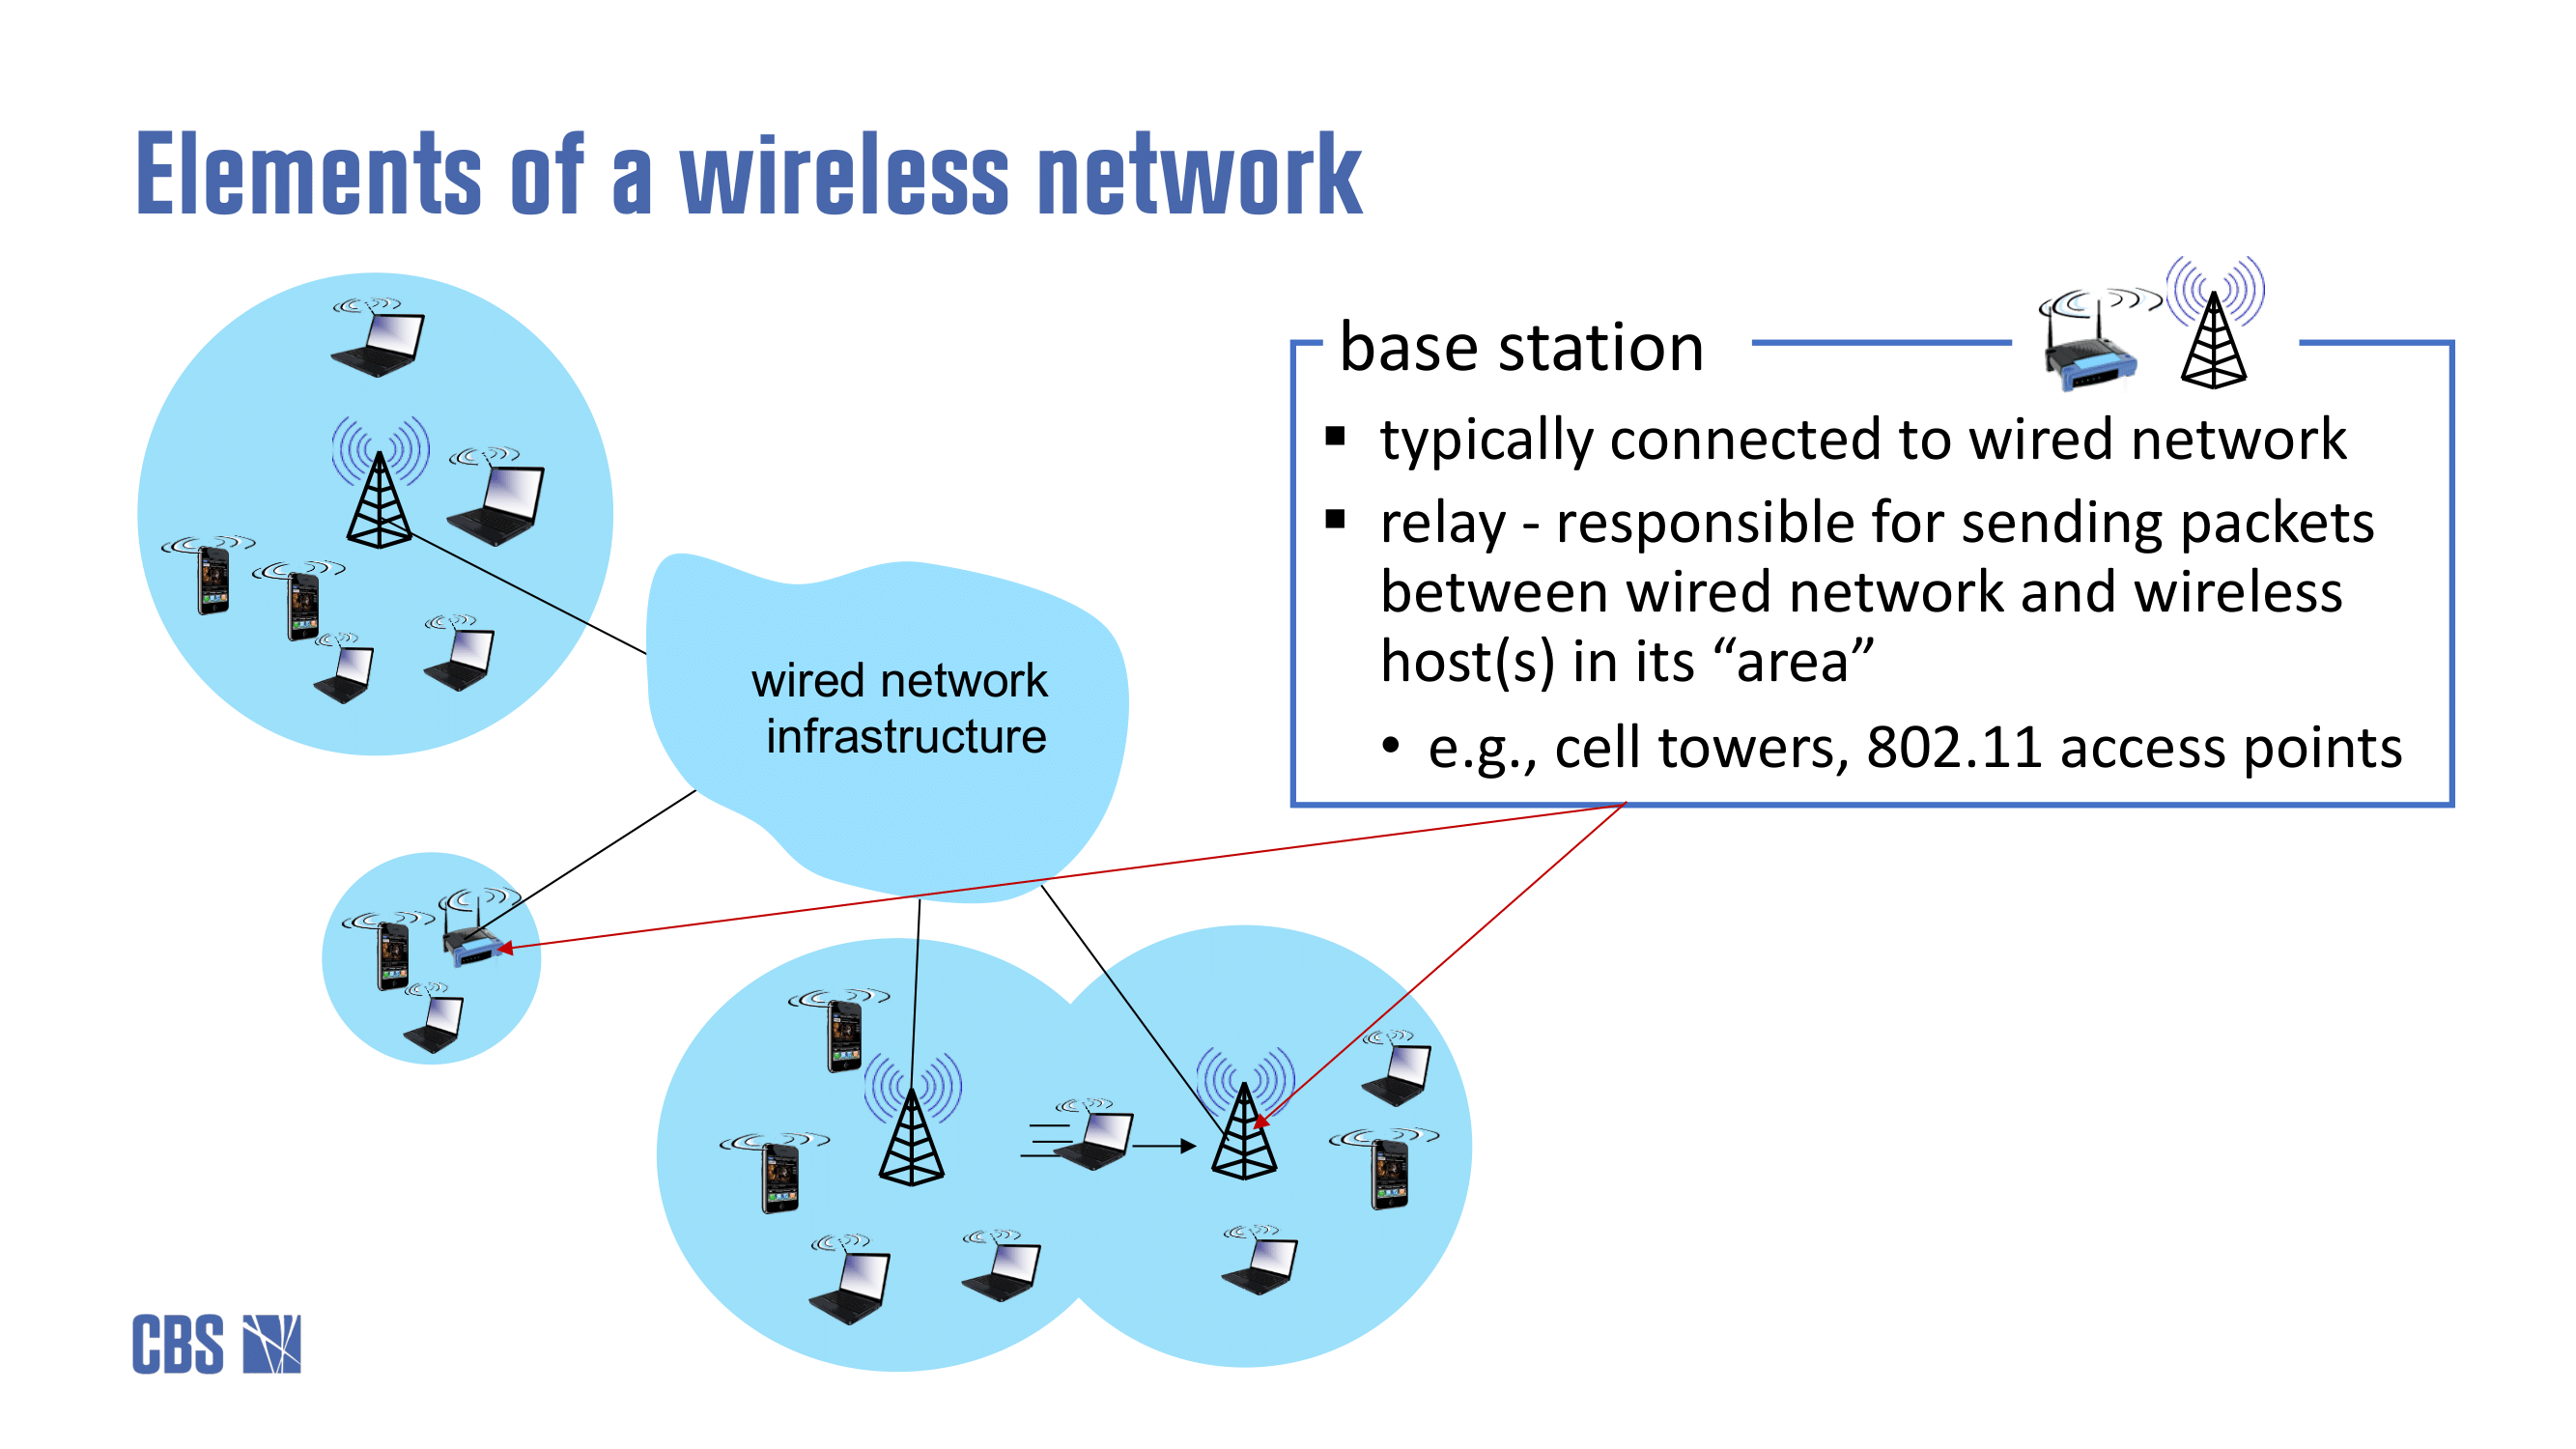 Elements of a wireless network
base station
▪ typically connected to wired network
▪ relay - responsible for sending packets
between wired network and wireless
host(s) in its “area”
• e.g., cell towers, 802.11 access points
wired network
infrastructure
CBS